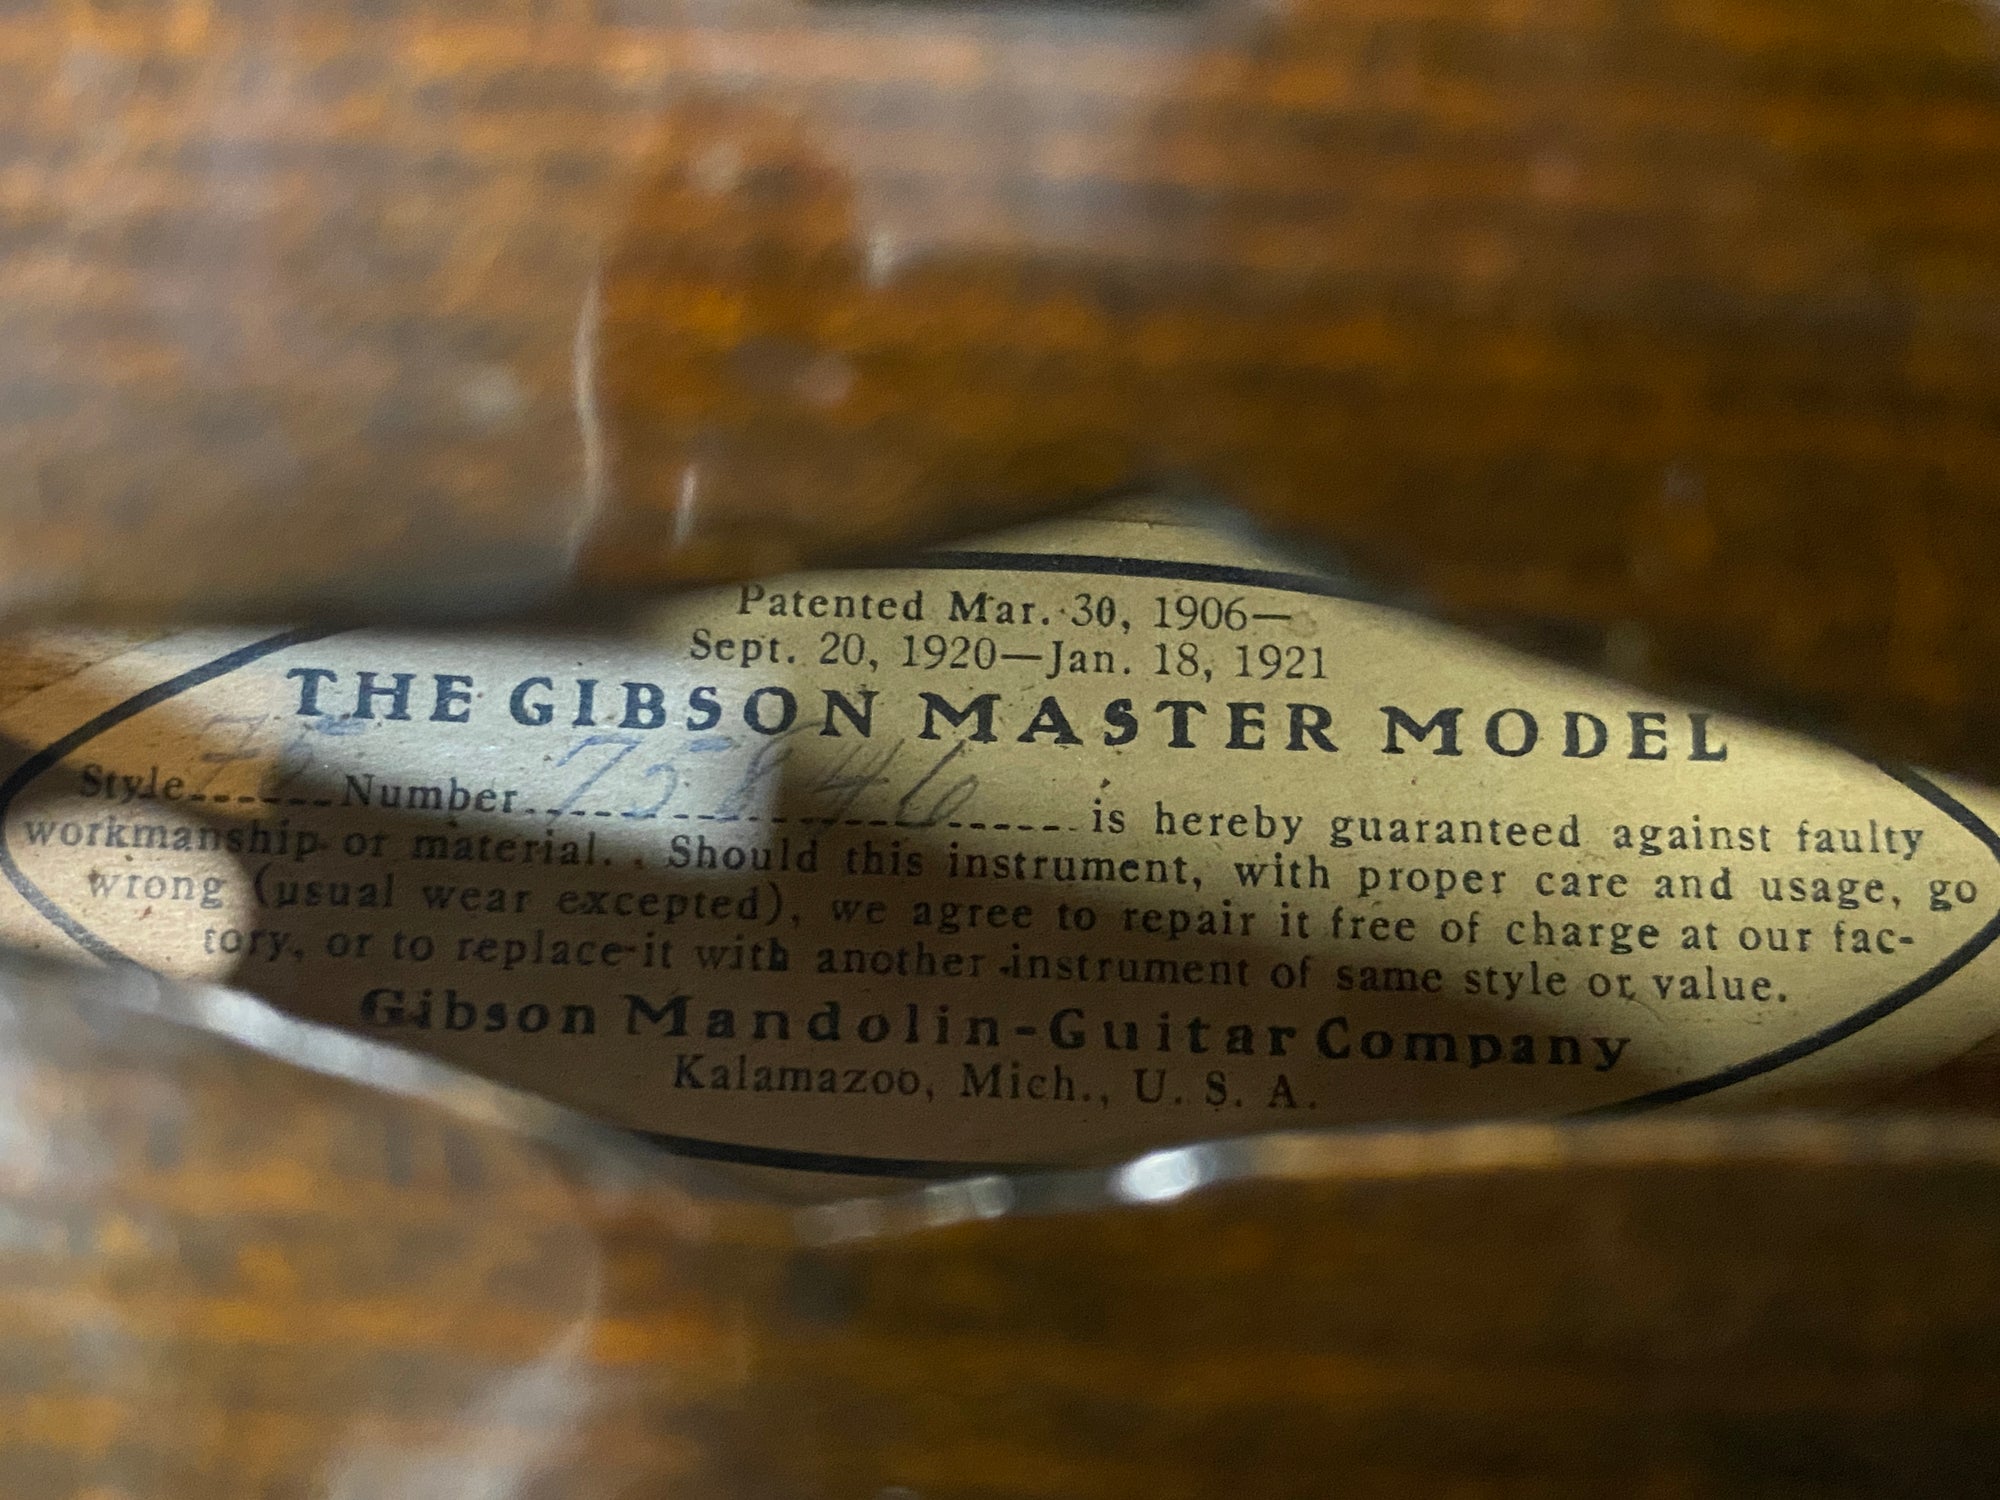 Patented Mar. 30, 1906—
Sept. 20, 1920—Jan. 18, 1921
THE GIBSON MASTER MODEL
Style F5 Number 75846 is hereby guaranteed against faulty
workmanship or material. Should this instrument, with proper care and usage, go
wrong (usual wear excepted), we agree to repair it free of charge at our fac-
tory, or to replace it with another instrument of same style or value.
Gibson Mandolin-Guitar Company
Kalamazoo, Mich., U. S. A.